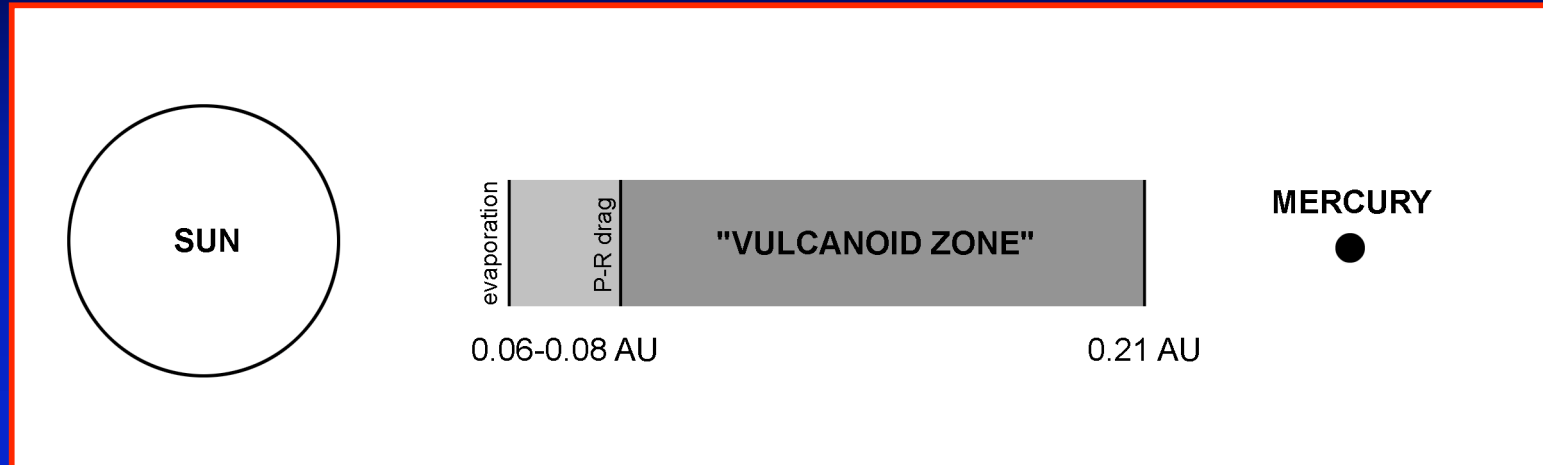 SUN
evaporation
P-R drag
"VULCANOID ZONE"
MERCURY
0.06-0.08 AU
0.21 AU